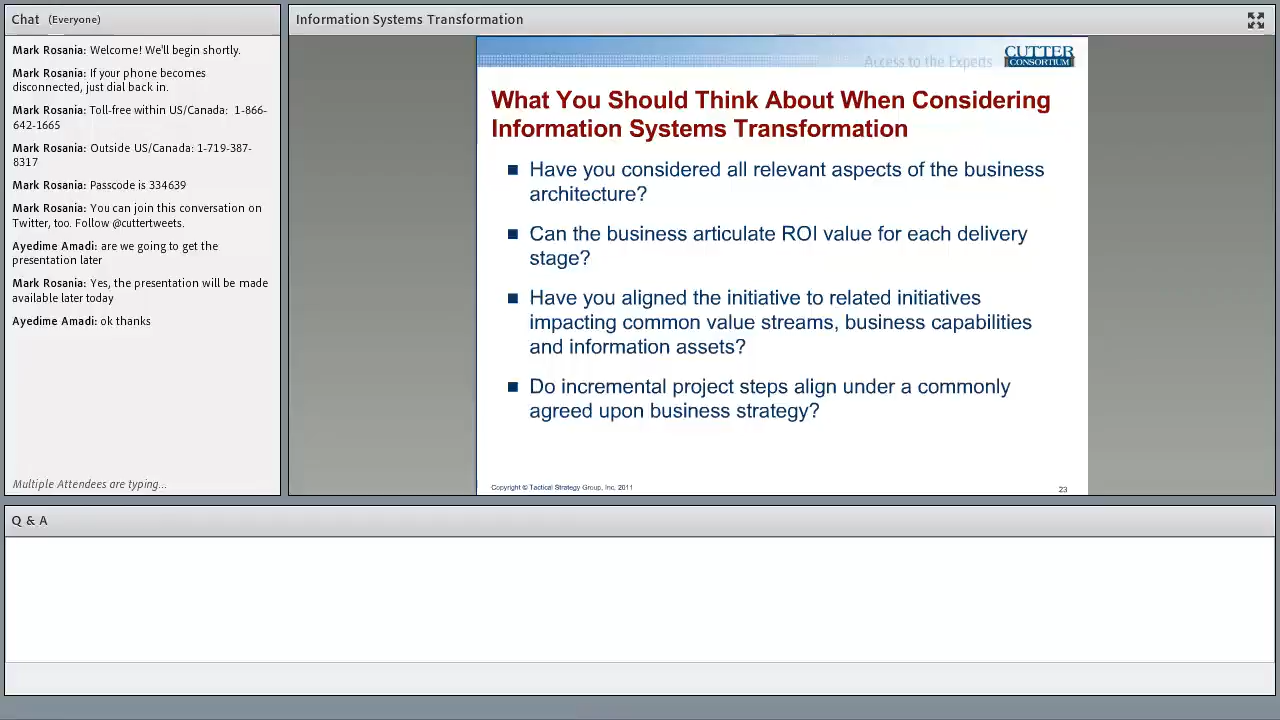 Chat (Everyone)
Mark Rosania: Welcome! We'll begin shortly.
Mark Rosania: If your phone becomes
disconnected, just dial back in.
Mark Rosania: Toll-free within US/Canada:  1-866-
642-1665
Mark Rosania: Outside US/Canada: 1-719-387-
8317
Mark Rosania: Passcode is 334639
Mark Rosania: You can join this conversation on
Twitter, too. Follow @cuttertweets.
Ayedime Amadi: are we going to get the
presentation later
Mark Rosania: Yes, the presentation will be made
available later today
Ayedime Amadi: ok thanks
Multiple Attendees are typing...
Information Systems Transformation
Access to the Experts
CUTTER
CONSORTIUM
What You Should Think About When Considering
Information Systems Transformation
■ Have you considered all relevant aspects of the business
architecture?
■ Can the business articulate ROI value for each delivery
stage?
■ Have you aligned the initiative to related initiatives
impacting common value streams, business capabilities
and information assets?
■ Do incremental project steps align under a commonly
agreed upon business strategy?
Copyright © Tactical Strategy Group, Inc. 2011
23
Q & A